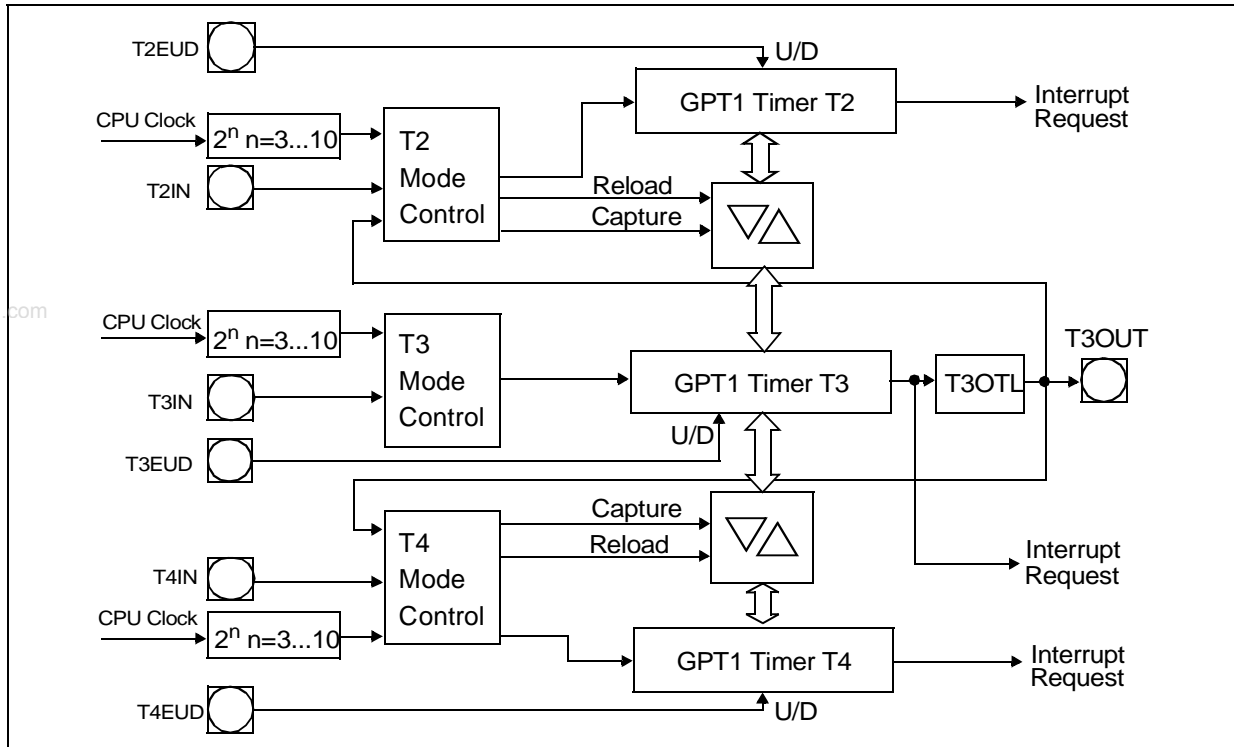 T2EUD
U/D
GPT1 Timer T2
Interrupt
Request
CPU Clock
2ⁿ n=3...10
T2
Mode
Control
T2IN
Reload
Capture
.com
CPU Clock
2ⁿ n=3...10
T3
Mode
Control
T3OUT
GPT1 Timer T3
T3OTL
T3IN
U/D
T3EUD
Capture
T4
Mode
Control
Reload
Interrupt
Request
T4IN
CPU Clock
2ⁿ n=3...10
GPT1 Timer T4
Interrupt
Request
T4EUD
U/D